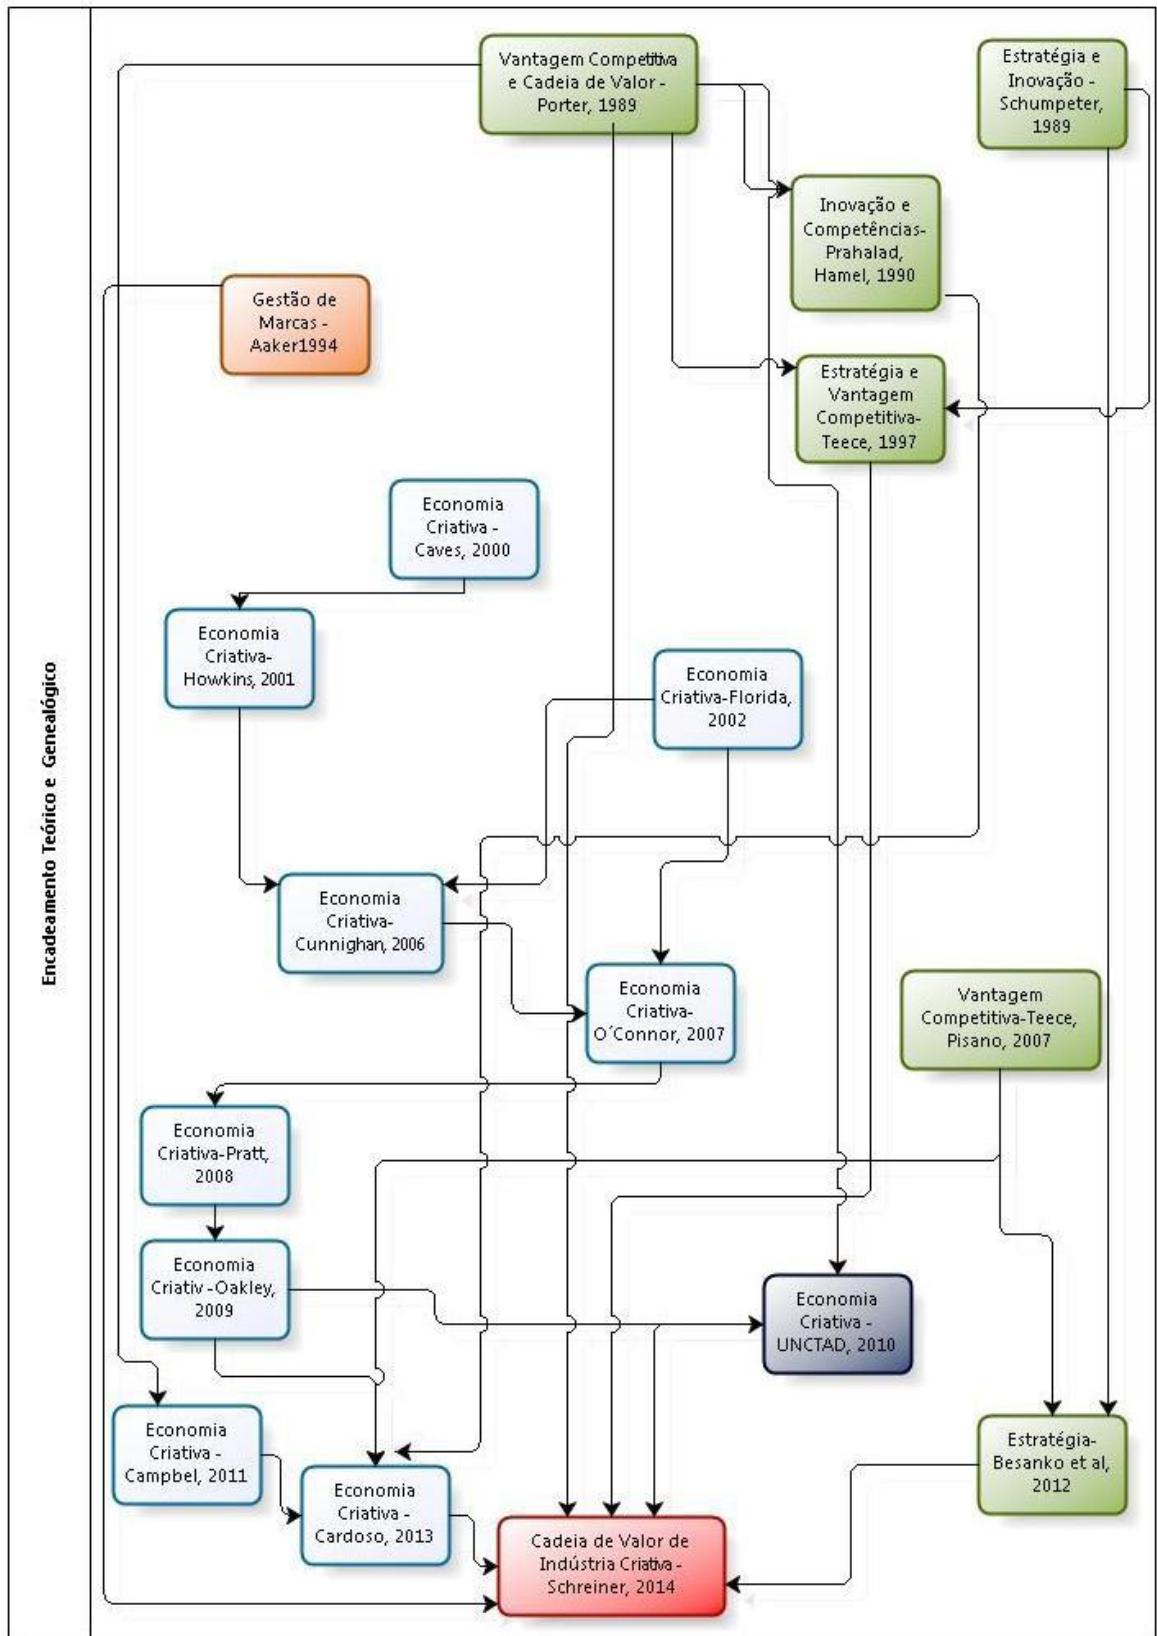 Encadeamento Teórico e Genealógico
Vantagem Competitiva
e Cadeia de Valor -
Porter, 1989
Estratégia e
Inovação -
Schumpeter,
1989
Inovação e
Competências-
Prahalad,
Hamel, 1990
Gestão de
Marcas -
Aaker1994
Estratégia e
Vantagem
Competitiva-
Teece, 1997
Economia
Criativa -
Caves, 2000
Economia
Criativa-
Howkins, 2001
Economia
Criativa-Florida,
2002
Economia
Criativa-
Cunnighan, 2006
Economia
Criativa-
O´Connor, 2007
Vantagem
Competitiva-Teece,
Pisano, 2007
Economia
Criativa-Pratt,
2008
Economia
Criativ -Oakley,
2009
Economia
Criativa -
UNCTAD, 2010
Economia
Criativa -
Campbel, 2011
Estratégia-
Besanko et al,
2012
Economia
Criativa -
Cardoso, 2013
Cadeia de Valor de
Indústria Criativa-
Schreiner, 2014